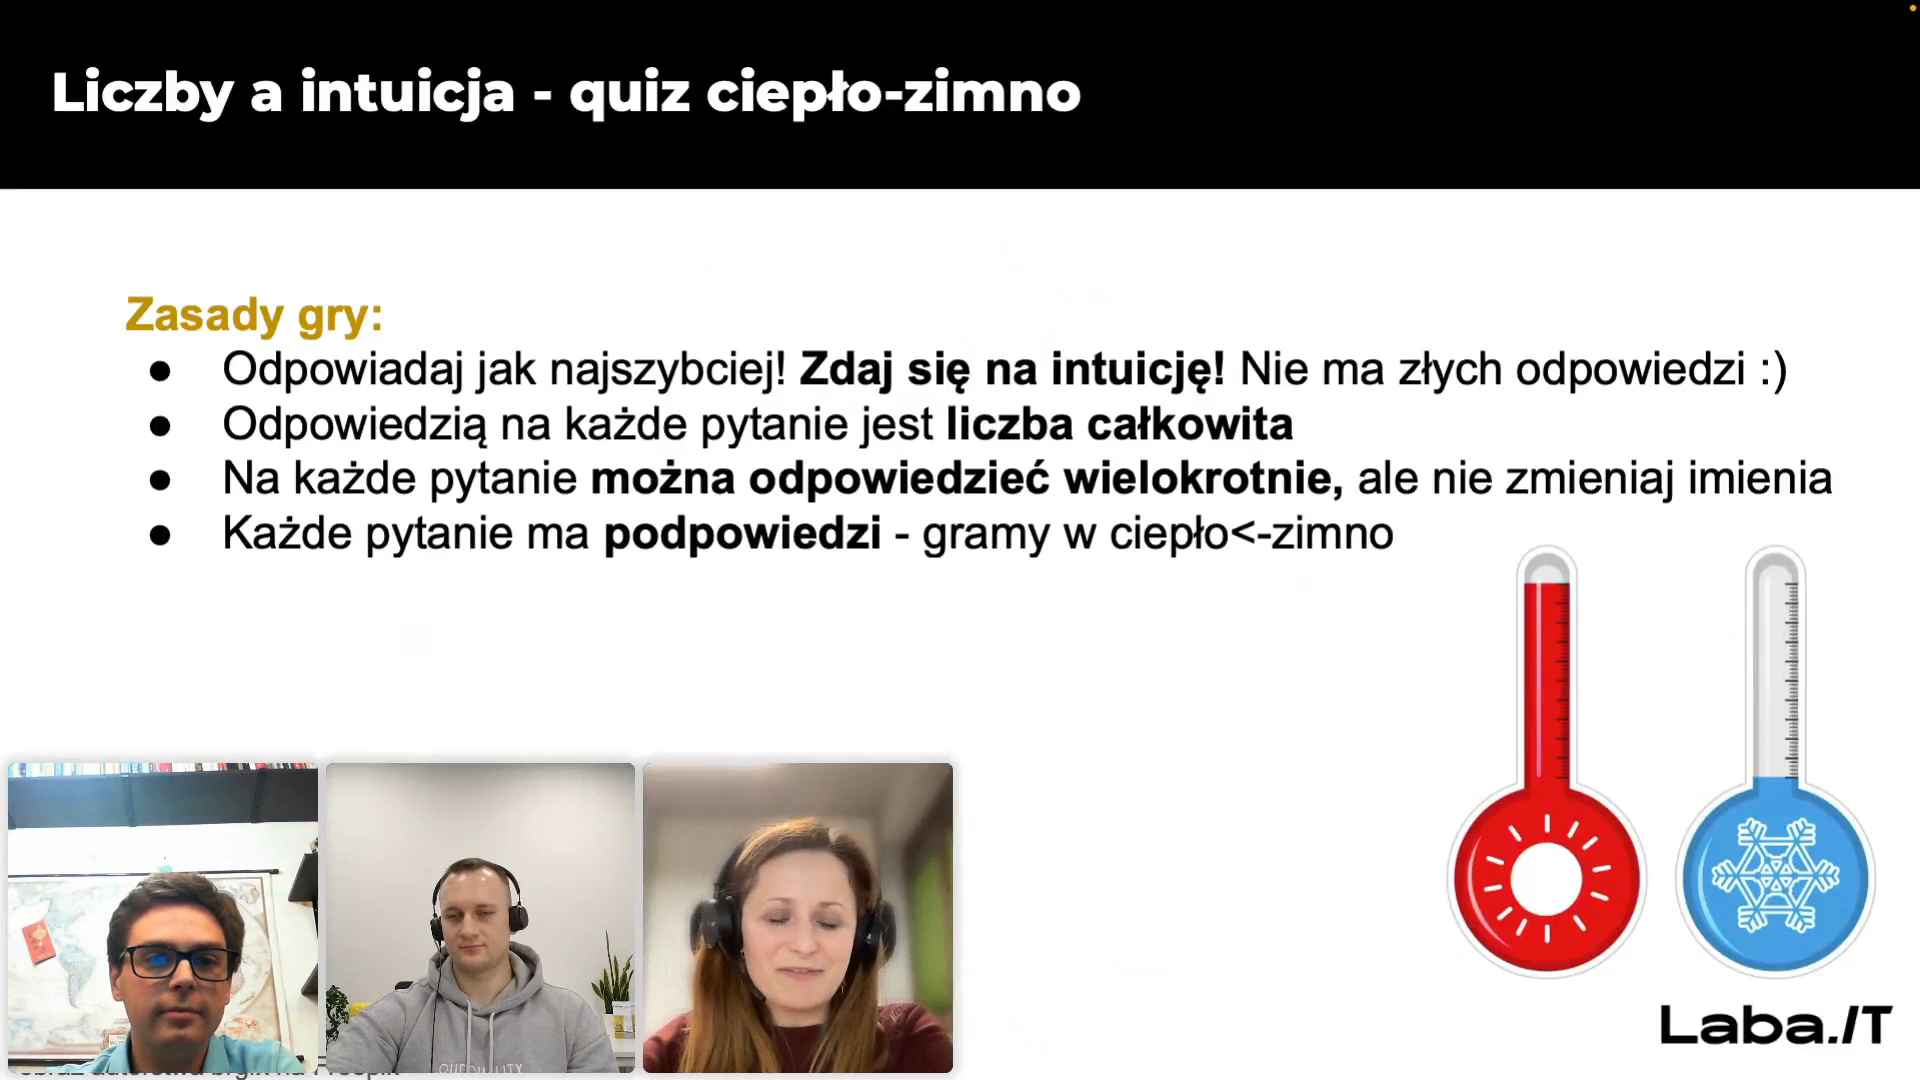 Liczby a intuicja - quiz ciepło-zimno
Zasady gry:
● Odpowiadaj jak najszybciej! Zdaj się na intuicję! Nie ma złych odpowiedzi :)
● Odpowiedzią na każde pytanie jest liczba całkowita
● Na każde pytanie można odpowiedzieć wielokrotnie, ale nie zmieniaj imienia
● Każde pytanie ma podpowiedzi - gramy w ciepło<-zimno
Laba./T